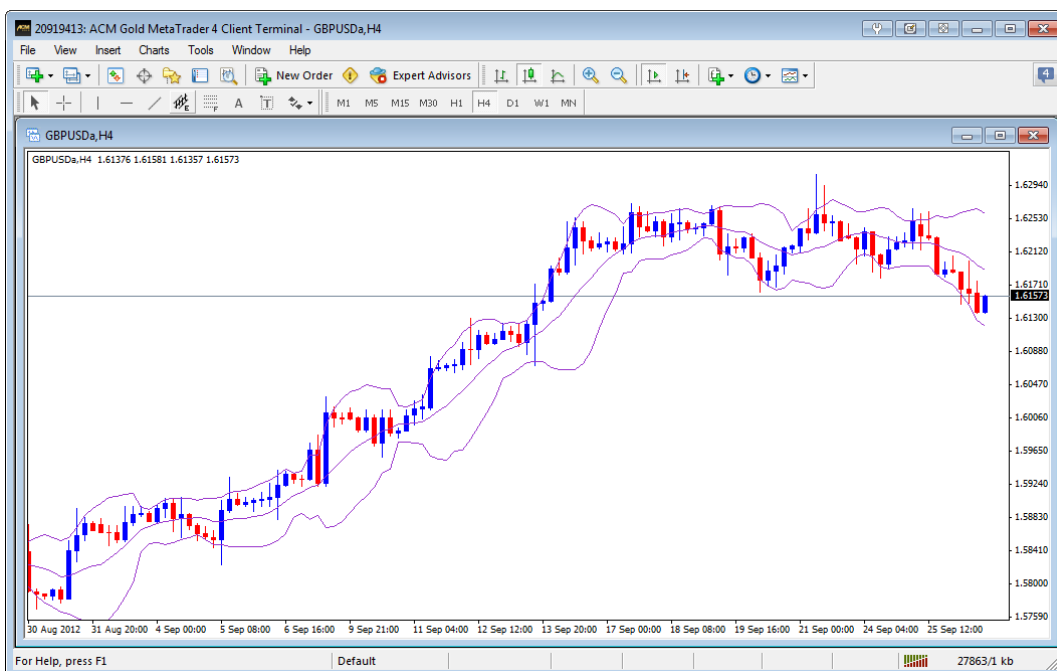 20919413: ACM Gold MetaTrader 4 Client Terminal - GBPUSDa,H4
File View Insert Charts Tools Window Help
New Order Expert Advisors 4
E F A T M1 M5 M15 M30 H1 H4 D1 W1 MN
GBPUSDa,H4
GBPUSDa,H4 1.61376 1.61581 1.61357 1.61573
1.62940
1.62530
1.62120
1.61710
1.61573
1.61300
1.60880
1.60470
1.60060
1.59650
1.59240
1.58830
1.58410
1.58000
1.57590
30 Aug 2012 31 Aug 20:00 4 Sep 00:00 5 Sep 08:00 6 Sep 16:00 9 Sep 21:00 11 Sep 04:00 12 Sep 12:00 13 Sep 20:00 17 Sep 00:00 18 Sep 08:00 19 Sep 16:00 21 Sep 00:00 24 Sep 04:00 25 Sep 12:00
For Help, press F1 Default 27863/1 kb